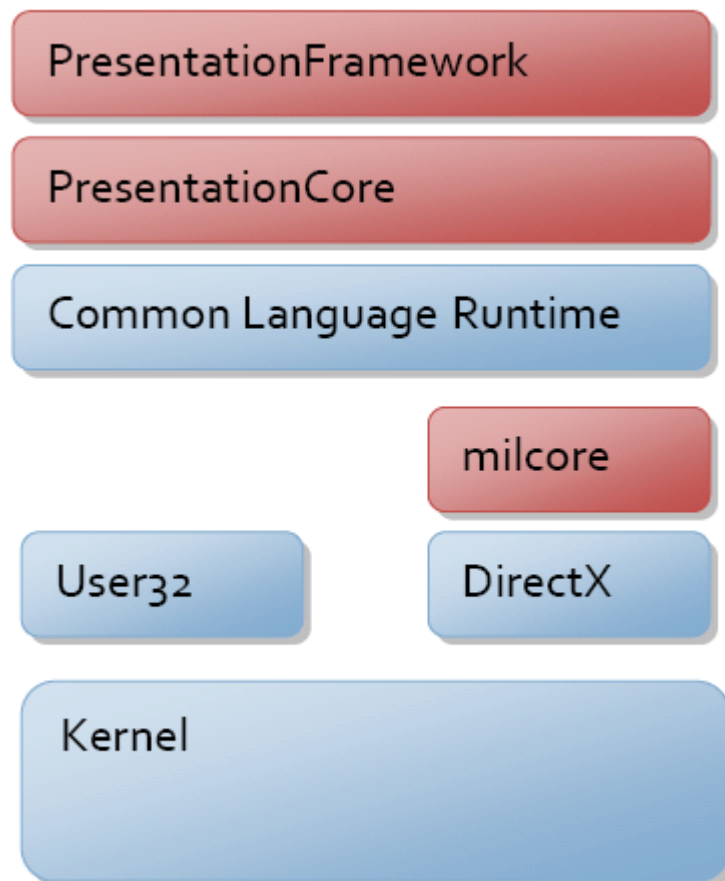 PresentationFramework
PresentationCore
Common Language Runtime
milcore
User32
DirectX
Kernel